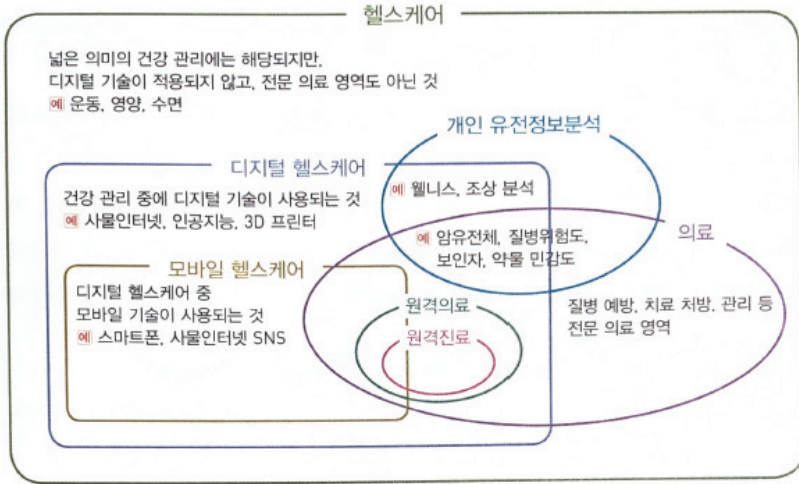 헬스케어
넓은 의미의 건강 관리에는 해당되지만,
디지털 기술이 적용되지 않고, 전문 의료 영역도 아닌 것
예 운동, 영양, 수면
개인 유전정보분석
디지털 헬스케어
건강 관리 중에 디지털 기술이 사용되는 것
예 사물인터넷, 인공지능, 3D 프린터
예 웰니스, 조상 분석
예 암유전체, 질병위험도,
보인자, 약물 민감도
의료
모바일 헬스케어
디지털 헬스케어 중
모바일 기술이 사용되는 것
예 스마트폰, 사물인터넷 SNS
원격의료
원격진료
질병 예방, 치료 처방, 관리 등
전문 의료 영역